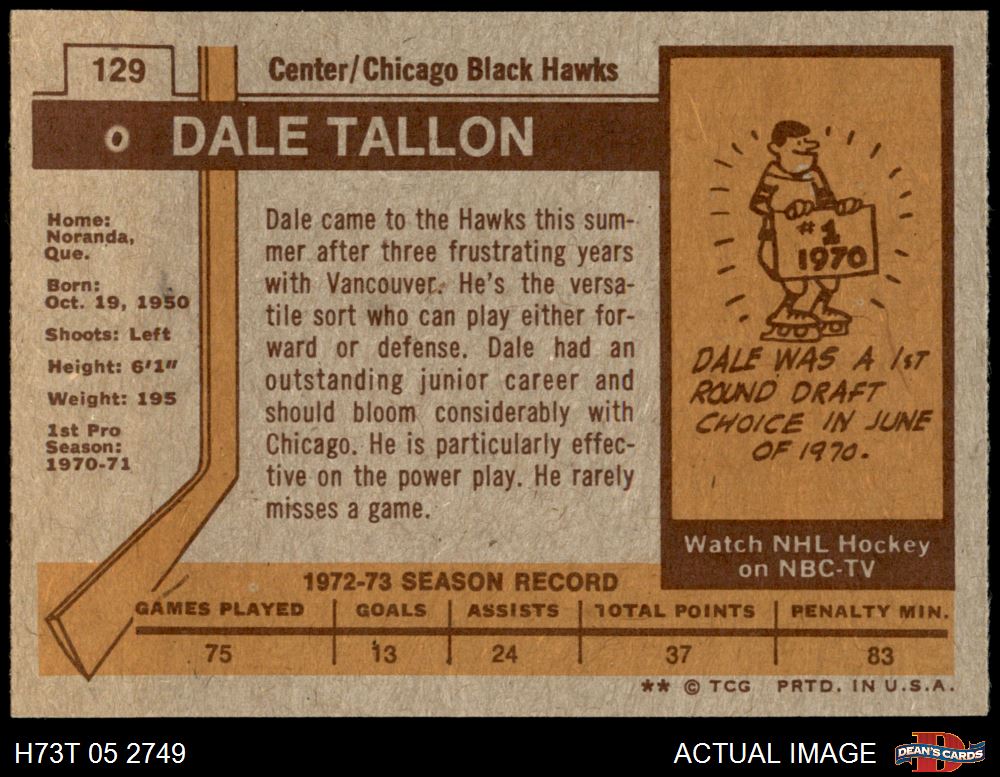 129
Center/Chicago Black Hawks
DALE TALLON
Home:
Noranda,
Que.
Born:
Oct. 19, 1950
Shoots: Left
Height: 6'1"
Weight: 195
1st Pro
Season:
1970-71
Dale came to the Hawks this sum-
mer after three frustrating years
with Vancouver. He's the versa-
tile sort who can play either for-
ward or defense. Dale had an
outstanding junior career and
should bloom considerably with
Chicago. He is particularly effec-
tive on the power play. He rarely
misses a game.
#1
1970
DALE WAS A 1ST
ROUND DRAFT
CHOICE IN JUNE
OF 1970.
Watch NHL Hockey
on NBC-TV
1972-73 SEASON RECORD
GAMES PLAYED GOALS ASSISTS TOTAL POINTS PENALTY MIN.
75 13 24 37 83
** © TCG PRTD. IN U.S.A.
H73T 05 2749
ACTUAL IMAGE
D
DEAN'S CARDS